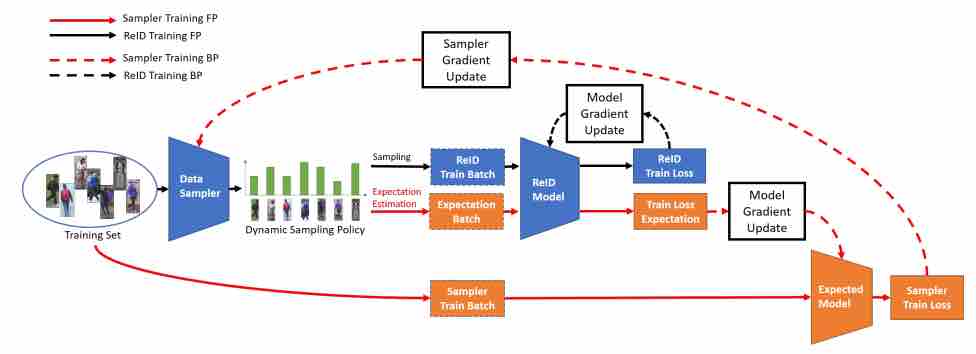 Sampler Training FP
ReID Training FP
Sampler Training BP
ReID Training BP
Sampler
Gradient
Update
Model
Gradient
Update
Training Set
Data
Sampler
Dynamic Sampling Policy
Sampling
Expectation
Estimation
ReID
Train Batch
Expectation
Batch
ReID
Model
ReID
Train Loss
Train Loss
Expectation
Model
Gradient
Update
Sampler
Train Batch
Expected
Model
Sampler
Train Loss